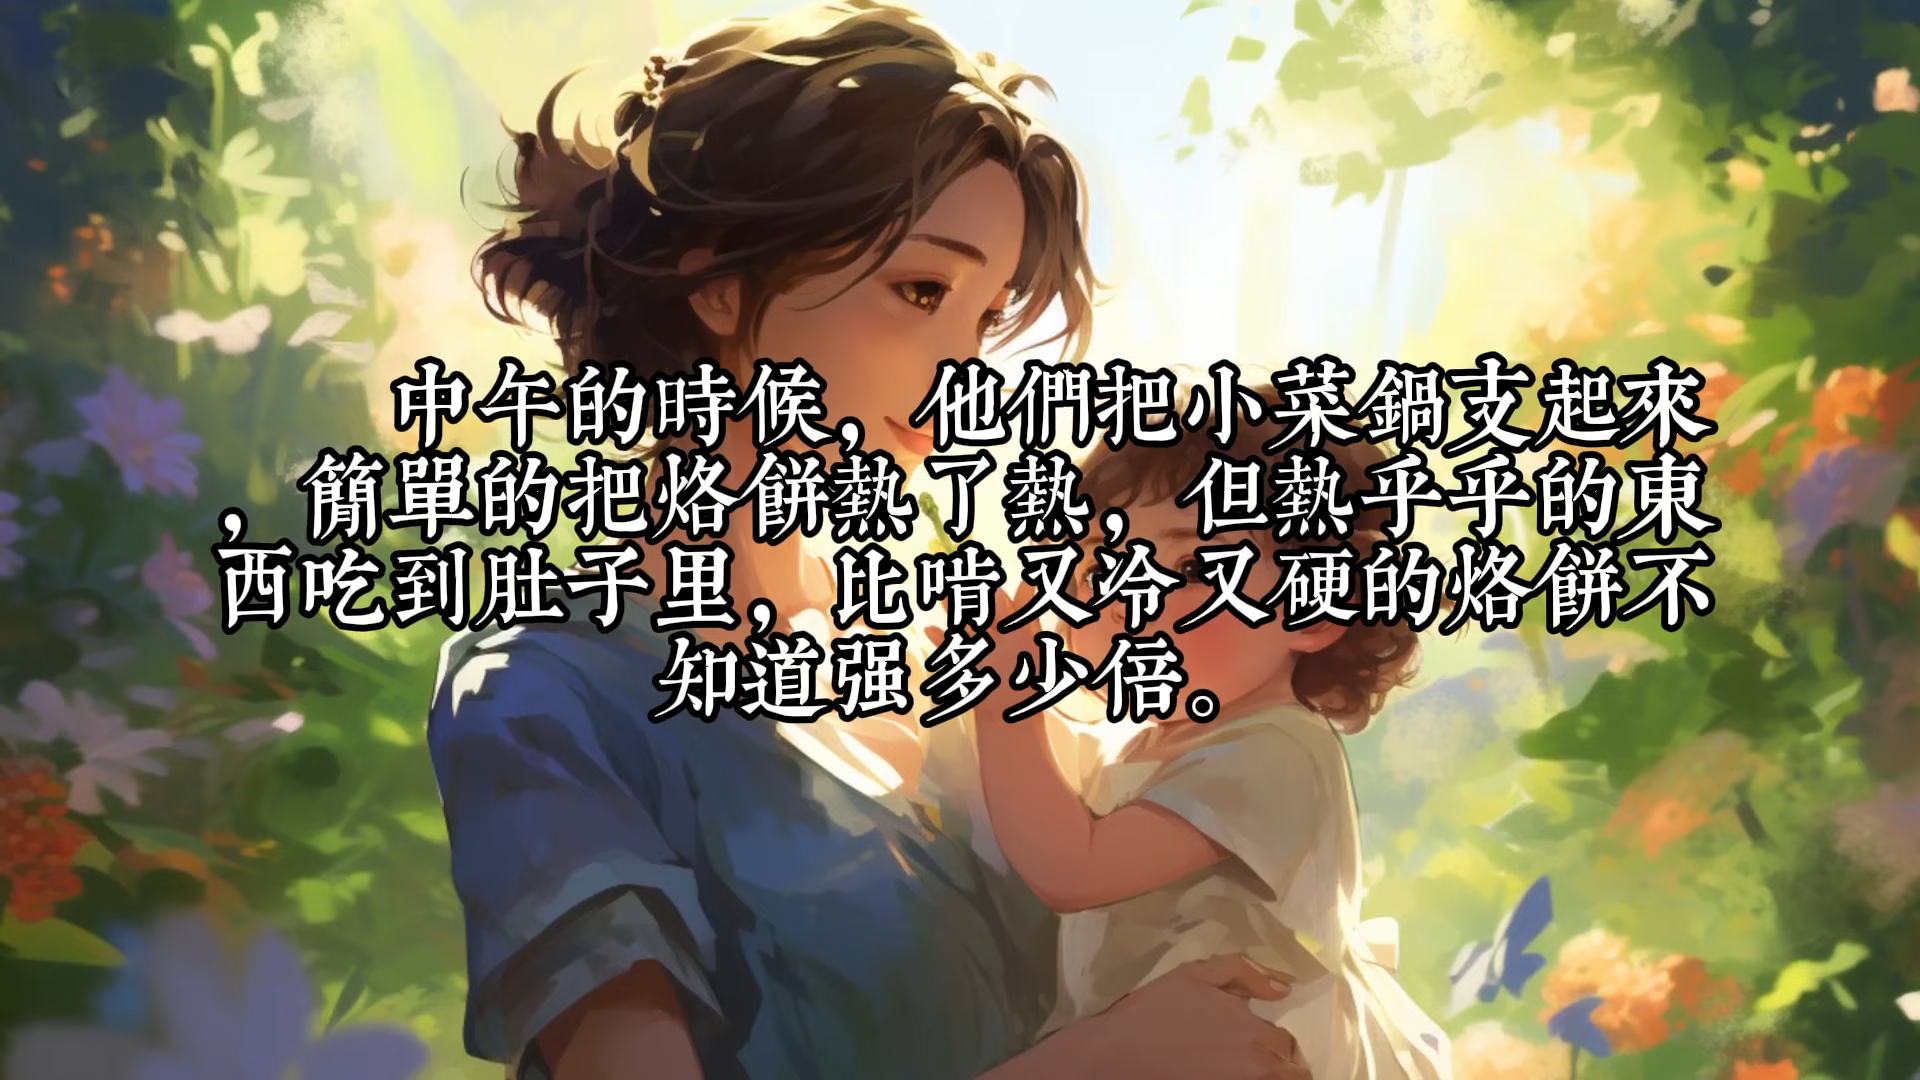 中午的時候，他們把小菜鍋支起來
，簡單的把烙餅熱了熱，但熱乎乎的東
西吃到肚子里，比啃又冷又硬的烙餅不
知道强多少倍。